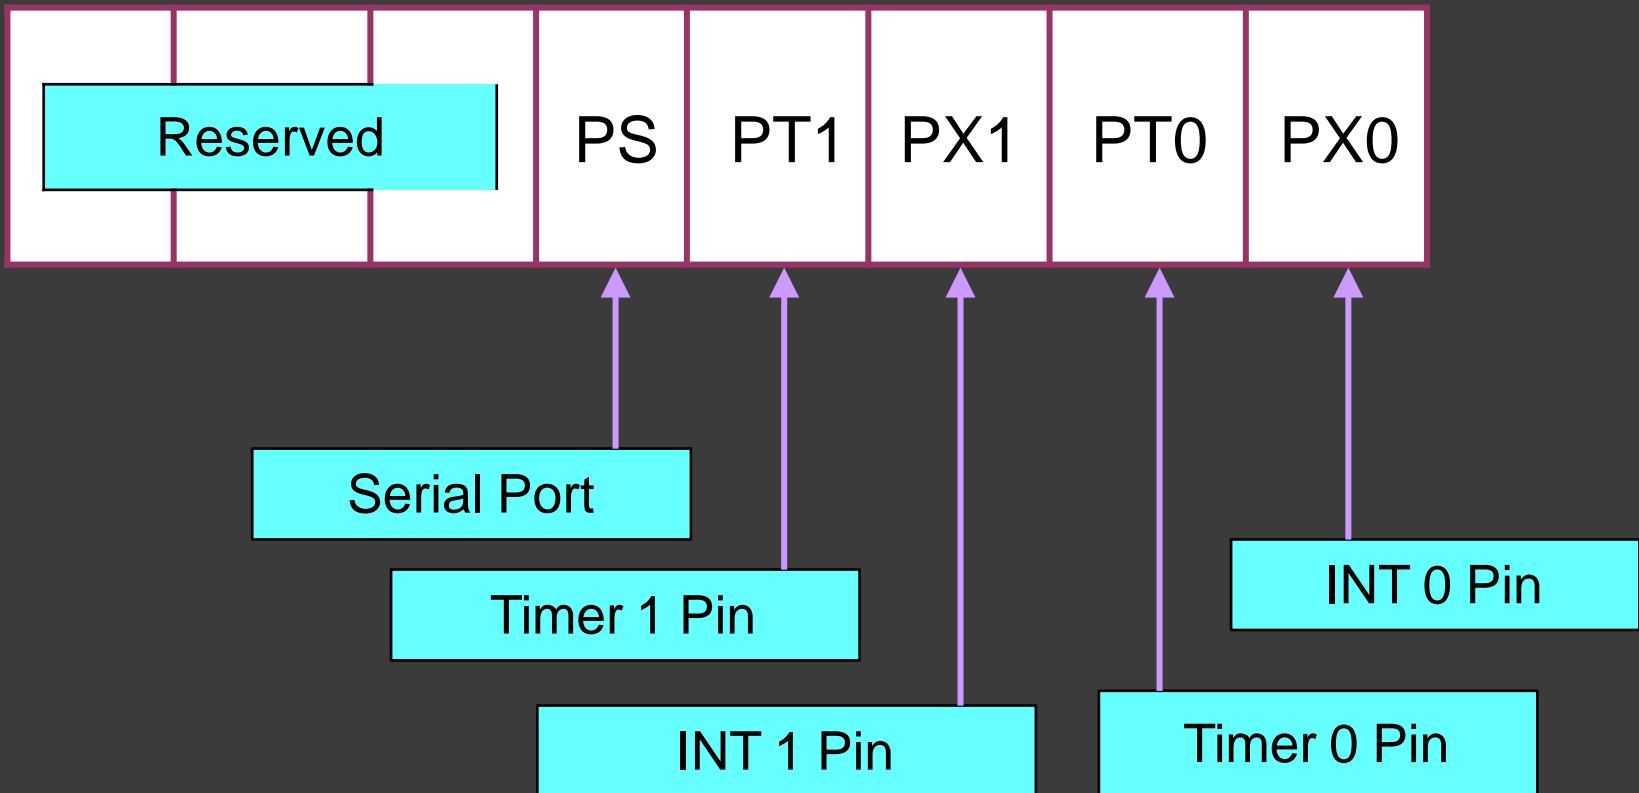 Reserved
PS
PT1
PX1
PT0
PX0
Serial Port
INT 0 Pin
Timer 1 Pin
INT 1 Pin
Timer 0 Pin